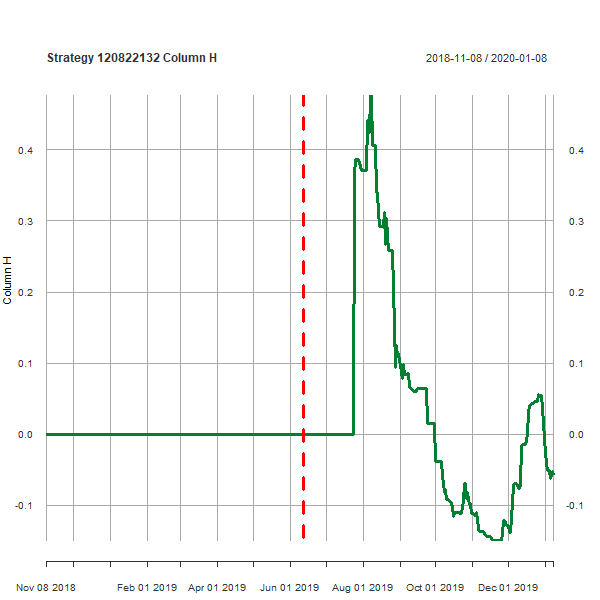 Strategy 120822132 Column H
2018-11-08 / 2020-01-08
0.4
0.4
0.3
0.3
0.2
0.2
0.1
0.1
0.0
0.0
-0.1
-0.1
Column H
Nov 08 2018
Feb 01 2019
Apr 01 2019
Jun 01 2019
Aug 01 2019
Oct 01 2019
Dec 01 2019